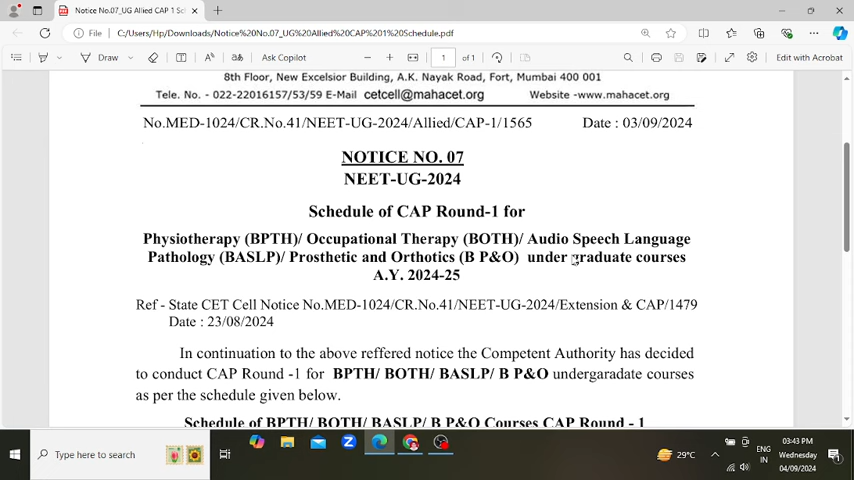 Notice No.07_UG Allied CAP 1 Sc
File
C:/Users/Hp/Downloads/Notice%20No.07_UG%20Allied%20CAP%201%20Schedule.pdf
Draw
Ask Copilot
1
of 1
Edit with Acrobat
8th Floor, New Excelsior Building, A.K. Nayak Road, Fort, Mumbai 400 001
Tele. No. - 022-22016157/53/59 E-Mail cetcell@mahacet.org Website -www.mahacet.org
No.MED-1024/CR.No.41/NEET-UG-2024/Allied/CAP-1/1565 Date : 03/09/2024
NOTICE NO. 07
NEET-UG-2024
Schedule of CAP Round-1 for
Physiotherapy (BPTH)/ Occupational Therapy (BOTH)/ Audio Speech Language
Pathology (BASLP)/ Prosthetic and Orthotics (B P&O) under graduate courses
A.Y. 2024-25
Ref - State CET Cell Notice No.MED-1024/CR.No.41/NEET-UG-2024/Extension & CAP/1479
Date : 23/08/2024
In continuation to the above reffered notice the Competent Authority has decided
to conduct CAP Round -1 for BPTH/ BOTH/ BASLP/ B P&O undergaradate courses
as per the schedule given below.
Schedule of BPTH/ BOTH/ BASLP/ B P&O Courses CAP Round - 1
Type here to search
29°C
ENG
IN
03:43 PM
Wednesday
04/09/2024